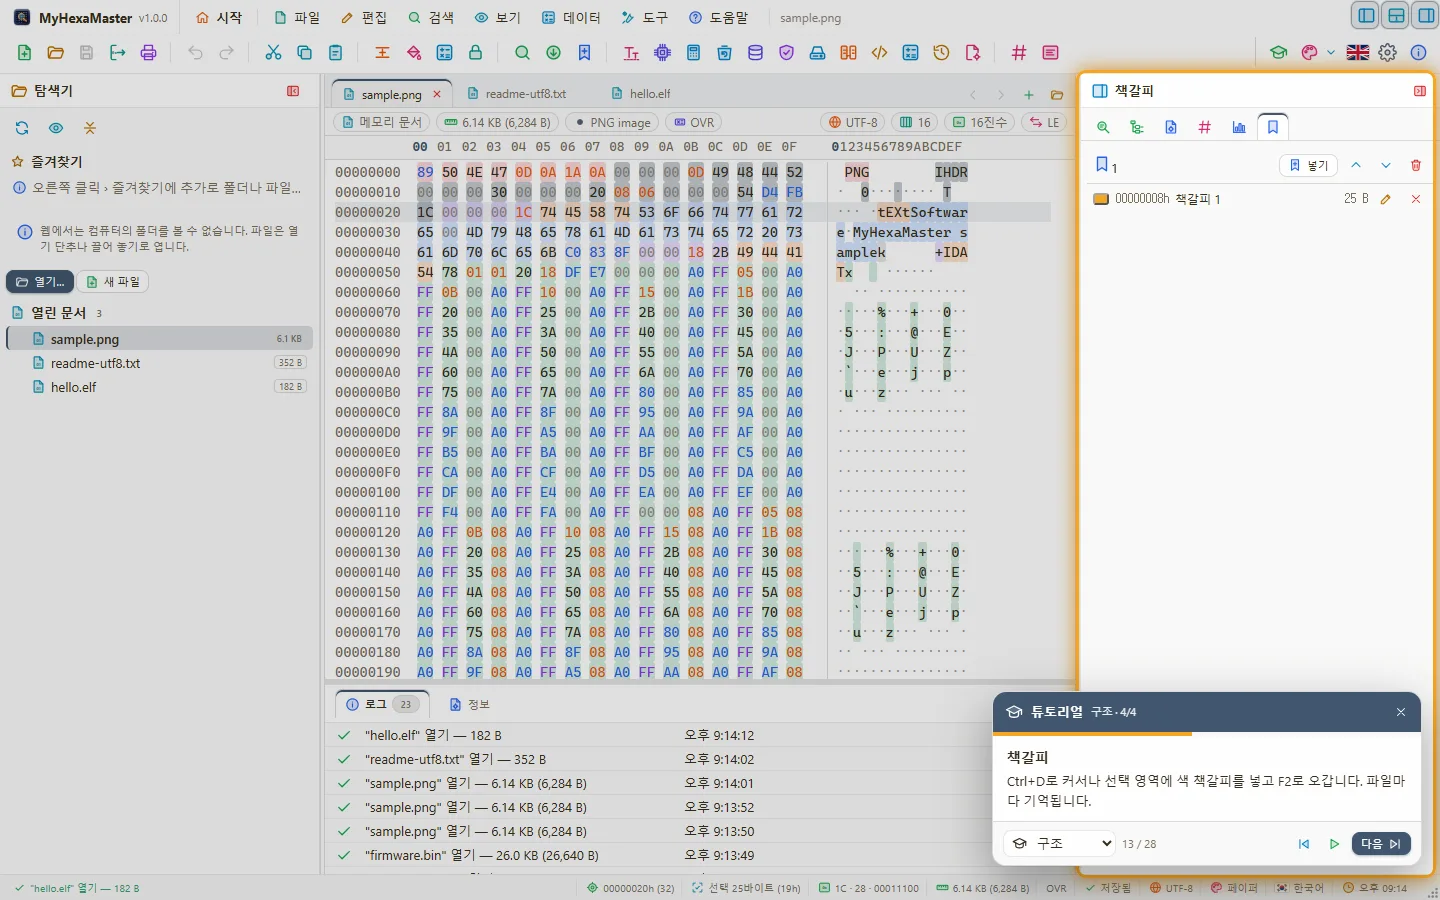 MyHexaMaster v1.0.0 시작 파일 편집 검색 보기 데이터 도구 도움말 sample.png
탐색기
즐겨찾기
오른쪽 클릭 › 즐겨찾기에 추가로 폴더나 파일...
웹에서는 컴퓨터의 폴더를 볼 수 없습니다. 파일은 열
기 단추나 끌어 놓기로 엽니다.
열기... 새 파일
열린 문서 3
sample.png 6.1 KB
readme-utf8.txt 352 B
hello.elf 182 B
sample.png readme-utf8.txt hello.elf
메모리 문서 6.14 KB (6,284 B) PNG image OVR UTF-8 16 16진수 LE
00 01 02 03 04 05 06 07 08 09 0A 0B 0C 0D 0E 0F 0123456789ABCDEF
00000000 89 50 4E 47 0D 0A 1A 0A 00 00 00 0D 49 48 44 52 PNG IHDR
00000010 00 00 00 30 00 00 00 20 08 06 00 00 00 54 D4 FB 0 T
00000020 1C 00 00 00 1C 74 45 58 74 53 6F 66 74 77 61 72 tEXtSoftwar
00000030 65 00 4D 79 48 65 78 61 4D 61 73 74 65 72 20 73 e·MyHexaMaster s
00000040 61 6D 70 6C 65 6B C0 83 8F 00 00 18 2B 49 44 41 amplek +IDA
00000050 54 78 01 01 20 18 DF E7 00 00 00 A0 FF 05 00 A0 Tx
00000060 FF 0B 00 A0 FF 10 00 A0 FF 15 00 A0 FF 1B 00 A0
00000070 FF 20 00 A0 FF 25 00 A0 FF 2B 00 A0 FF 30 00 A0 % + 0
00000080 FF 35 00 A0 FF 3A 00 A0 FF 40 00 A0 FF 45 00 A0 5 : @ E
00000090 FF 4A 00 A0 FF 50 00 A0 FF 55 00 A0 FF 5A 00 A0 J P U Z
000000A0 FF 60 00 A0 FF 65 00 A0 FF 6A 00 A0 FF 70 00 A0 ` e j p
000000B0 FF 75 00 A0 FF 7A 00 A0 FF 80 00 A0 FF 85 00 A0 u z
000000C0 FF 8A 00 A0 FF 8F 00 A0 FF 95 00 A0 FF 9A 00 A0
000000D0 FF 9F 00 A0 FF A5 00 A0 FF AA 00 A0 FF AF 00 A0
000000E0 FF B5 00 A0 FF BA 00 A0 FF BF 00 A0 FF C5 00 A0
000000F0 FF CA 00 A0 FF CF 00 A0 FF D5 00 A0 FF DA 00 A0
00000100 FF DF 00 A0 FF E4 00 A0 FF EA 00 A0 FF EF 00 A0
00000110 FF F4 00 A0 FF FA 00 A0 FF 00 00 08 A0 FF 05 08
00000120 A0 FF 0B 08 A0 FF 10 08 A0 FF 15 08 A0 FF 1B 08
00000130 A0 FF 20 08 A0 FF 25 08 A0 FF 2B 08 A0 FF 30 08 % + 0
00000140 A0 FF 35 08 A0 FF 3A 08 A0 FF 40 08 A0 FF 45 08 5 : @ E
00000150 A0 FF 4A 08 A0 FF 50 08 A0 FF 55 08 A0 FF 5A 08 J P U Z
00000160 A0 FF 60 08 A0 FF 65 08 A0 FF 6A 08 A0 FF 70 08 ` e j p
00000170 A0 FF 75 08 A0 FF 7A 08 A0 FF 80 08 A0 FF 85 08 u z
00000180 A0 FF 8A 08 A0 FF 8F 08 A0 FF 95 08 A0 FF 9A 08
00000190 A0 FF 9F 08 A0 FF A5 08 A0 FF AA 08 A0 FF AF 08
로그 23 정보
"hello.elf" 열기 — 182 B 오후 9:14:12
"readme-utf8.txt" 열기 — 352 B 오후 9:14:02
"sample.png" 열기 — 6.14 KB (6,284 B) 오후 9:14:01
"sample.png" 열기 — 6.14 KB (6,284 B) 오후 9:13:52
"sample.png" 열기 — 6.14 KB (6,284 B) 오후 9:13:50
"firmware.bin" 열기 — 26.0 KB (26,640 B) 오후 9:13:49
책갈피
1 넣기
00000008h 책갈피 1 25 B
튜토리얼 구조 · 4/4
책갈피
Ctrl+D로 커서나 선택 영역에 색 책갈피를 넣고 F2로 오갑니다. 파일마
다 기억됩니다.
구조 13 / 28 다음
"hello.elf" 열기 — 182 B 00000020h (32) 선택 25바이트 (19h) 1C · 28 · 00011100 6.14 KB (6,284 B) OVR 저장됨 UTF-8 페이퍼 한국어 오후 09:14